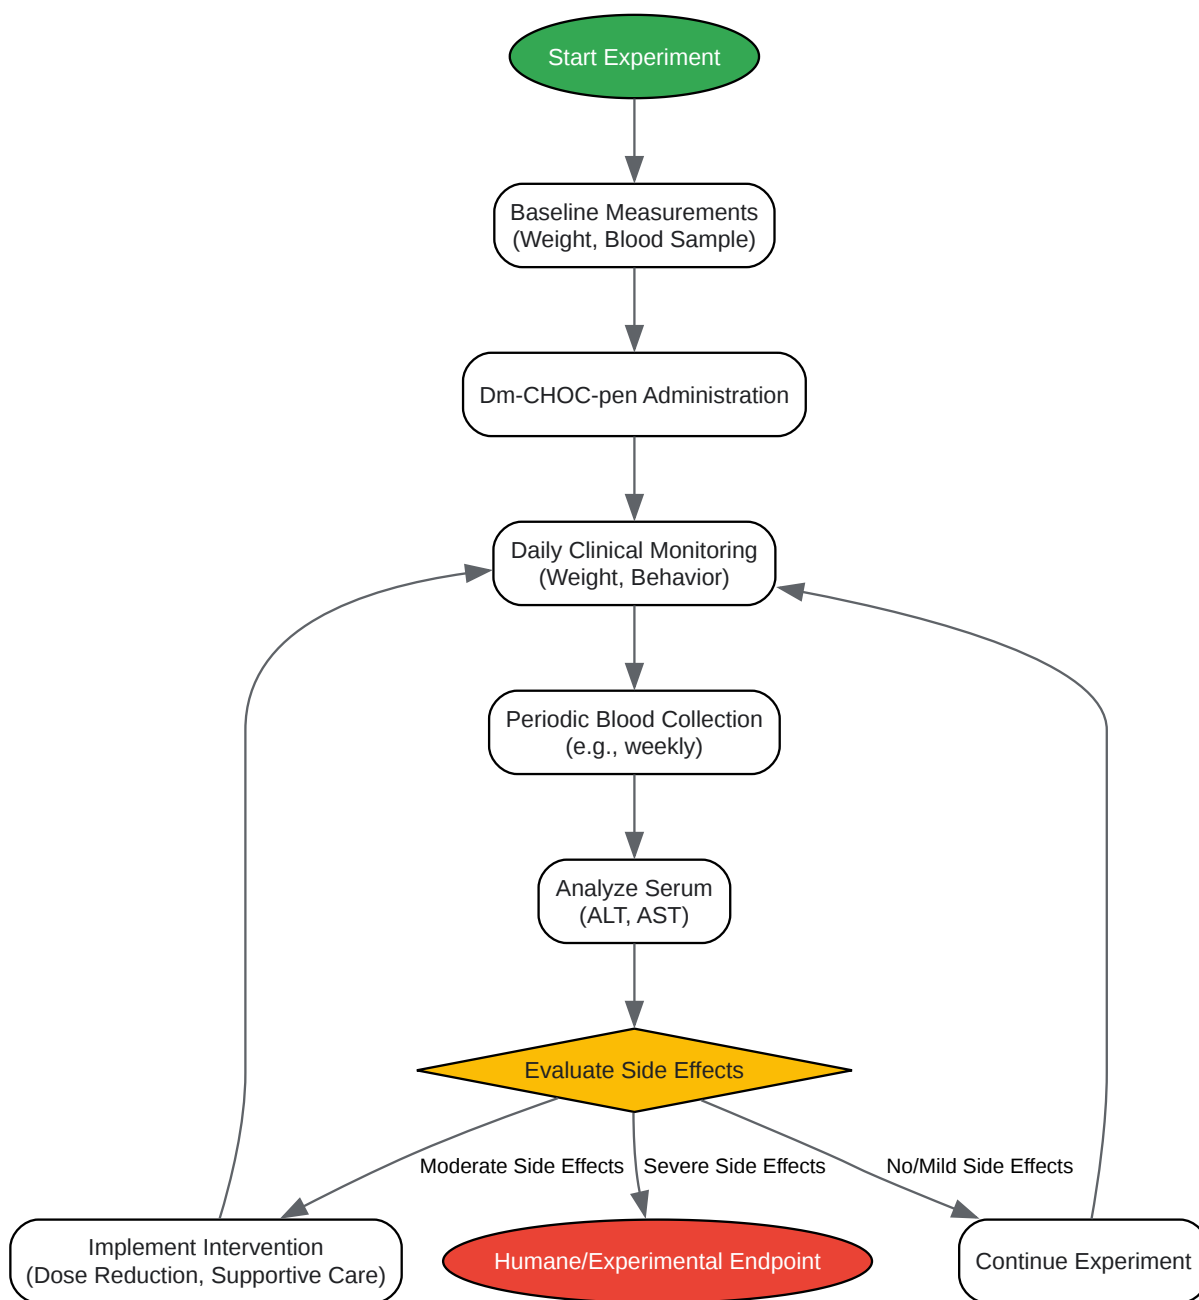 Start Experiment
Baseline Measurements
(Weight, Blood Sample)
Dm-CHOC-pen Administration
Daily Clinical Monitoring
(Weight, Behavior)
Periodic Blood Collection
(e.g., weekly)
Analyze Serum
(ALT, AST)
Evaluate Side Effects
Moderate Side Effects
Severe Side Effects
No/Mild Side Effects
Implement Intervention
(Dose Reduction, Supportive Care)
Humane/Experimental Endpoint
Continue Experiment